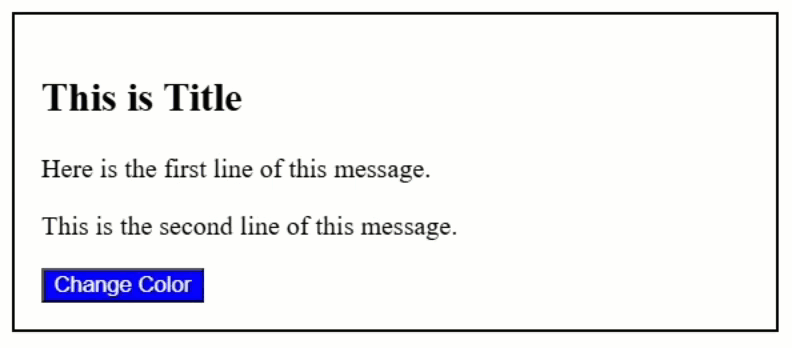 This is Title
Here is the first line of this message.
This is the second line of this message.
Change Color